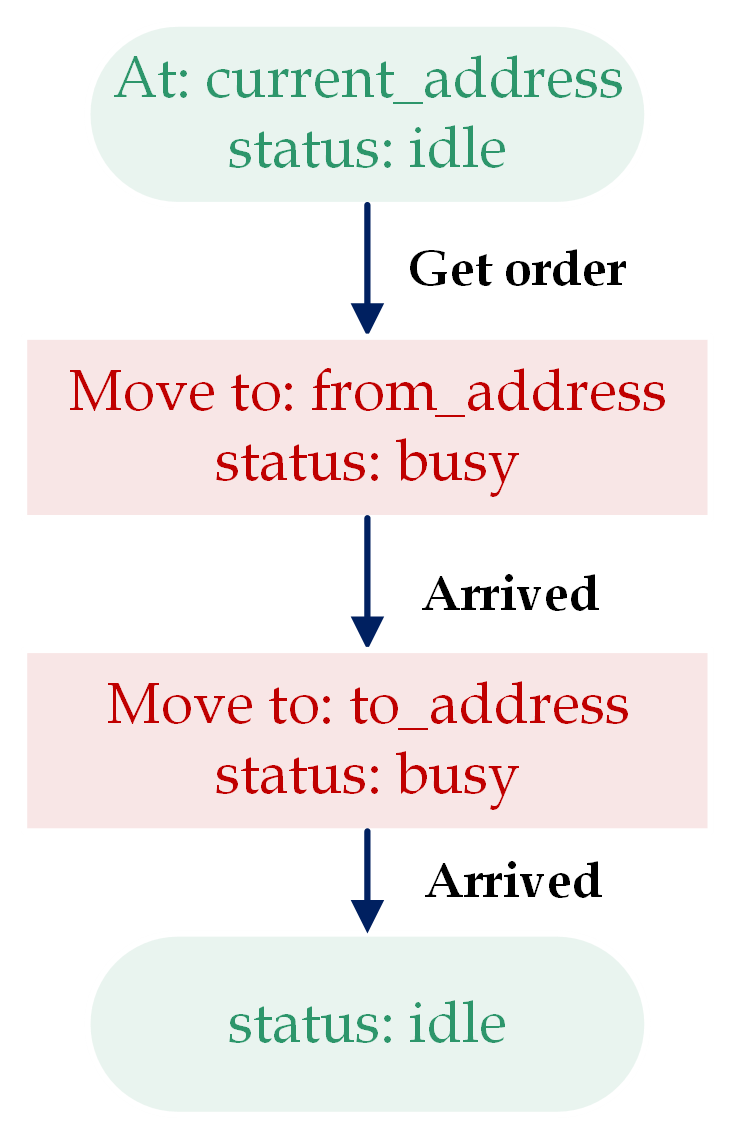 At: current_address
status: idle
Get order
Move to: from_address
status: busy
Arrived
Move to: to_address
status: busy
Arrived
status: idle